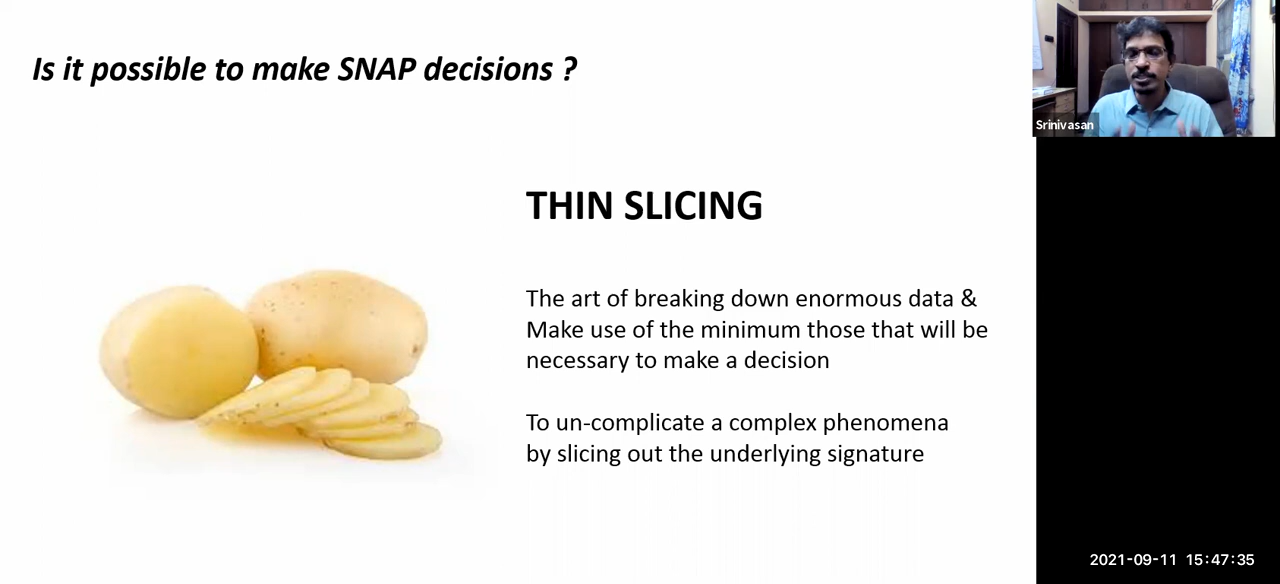 Is it possible to make SNAP decisions ?
Srinivasan
THIN SLICING
The art of breaking down enormous data &
Make use of the minimum those that will be
necessary to make a decision
To un-complicate a complex phenomena
by slicing out the underlying signature
2021-09-11 15:47:35